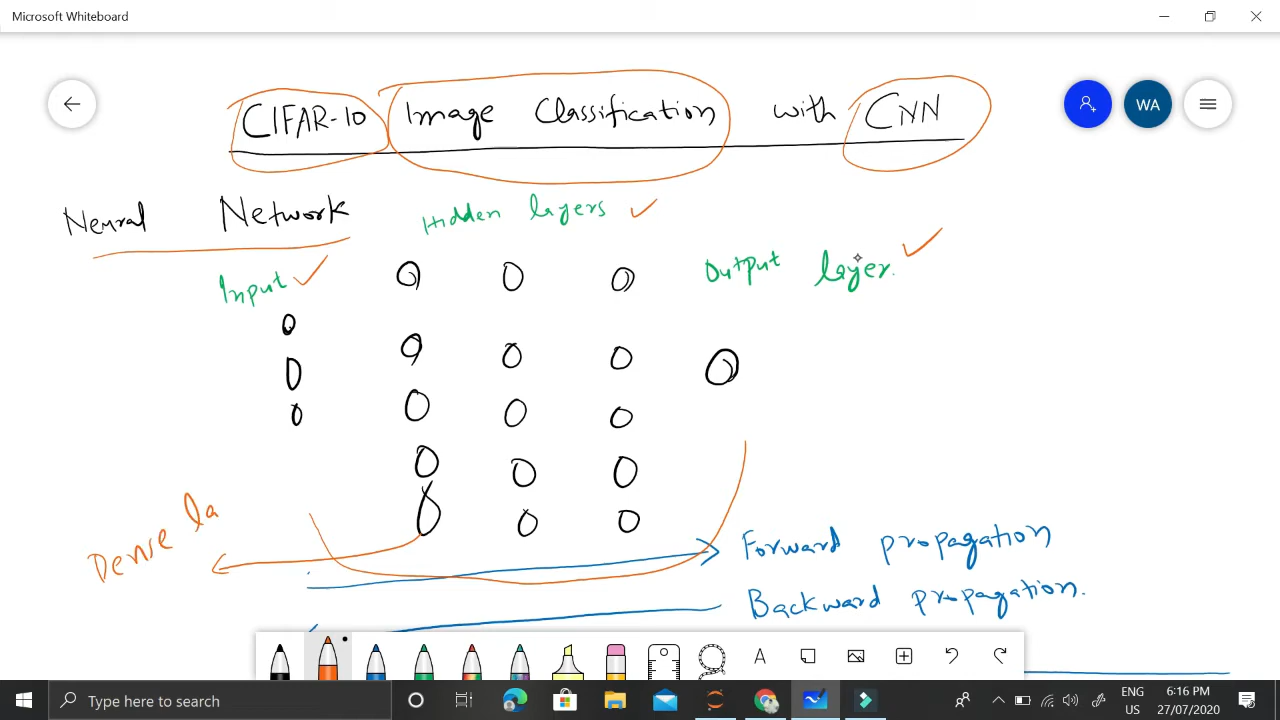 Microsoft Whiteboard
CIFAR-10 Image Classification with CNN
WA
Neural Network
Hidden layers
Input
Output layer.
Dense la
Forward propagation
Backward propagation.
A
Type here to search
ENG
US
6:16 PM
27/07/2020